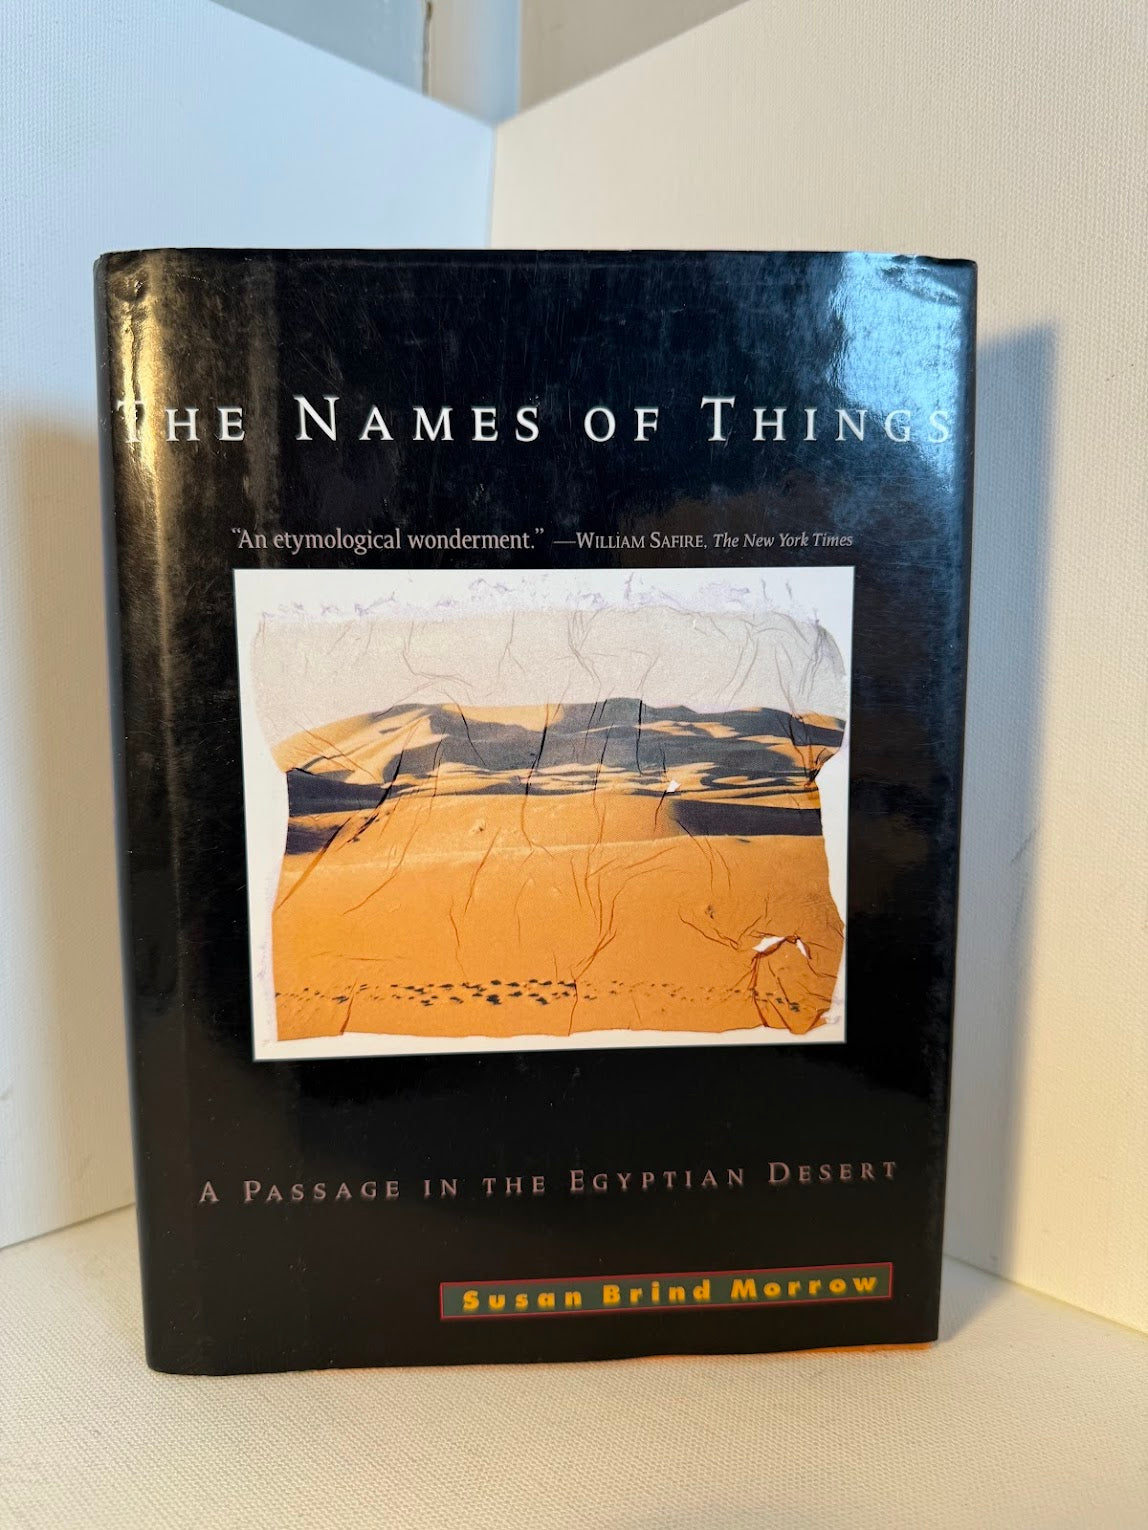 THE NAMES OF THINGS
“An etymological wonderment.” —WILLIAM SAFIRE, The New York Times
A PASSAGE IN THE EGYPTIAN DESERT
Susan Brind Morrow